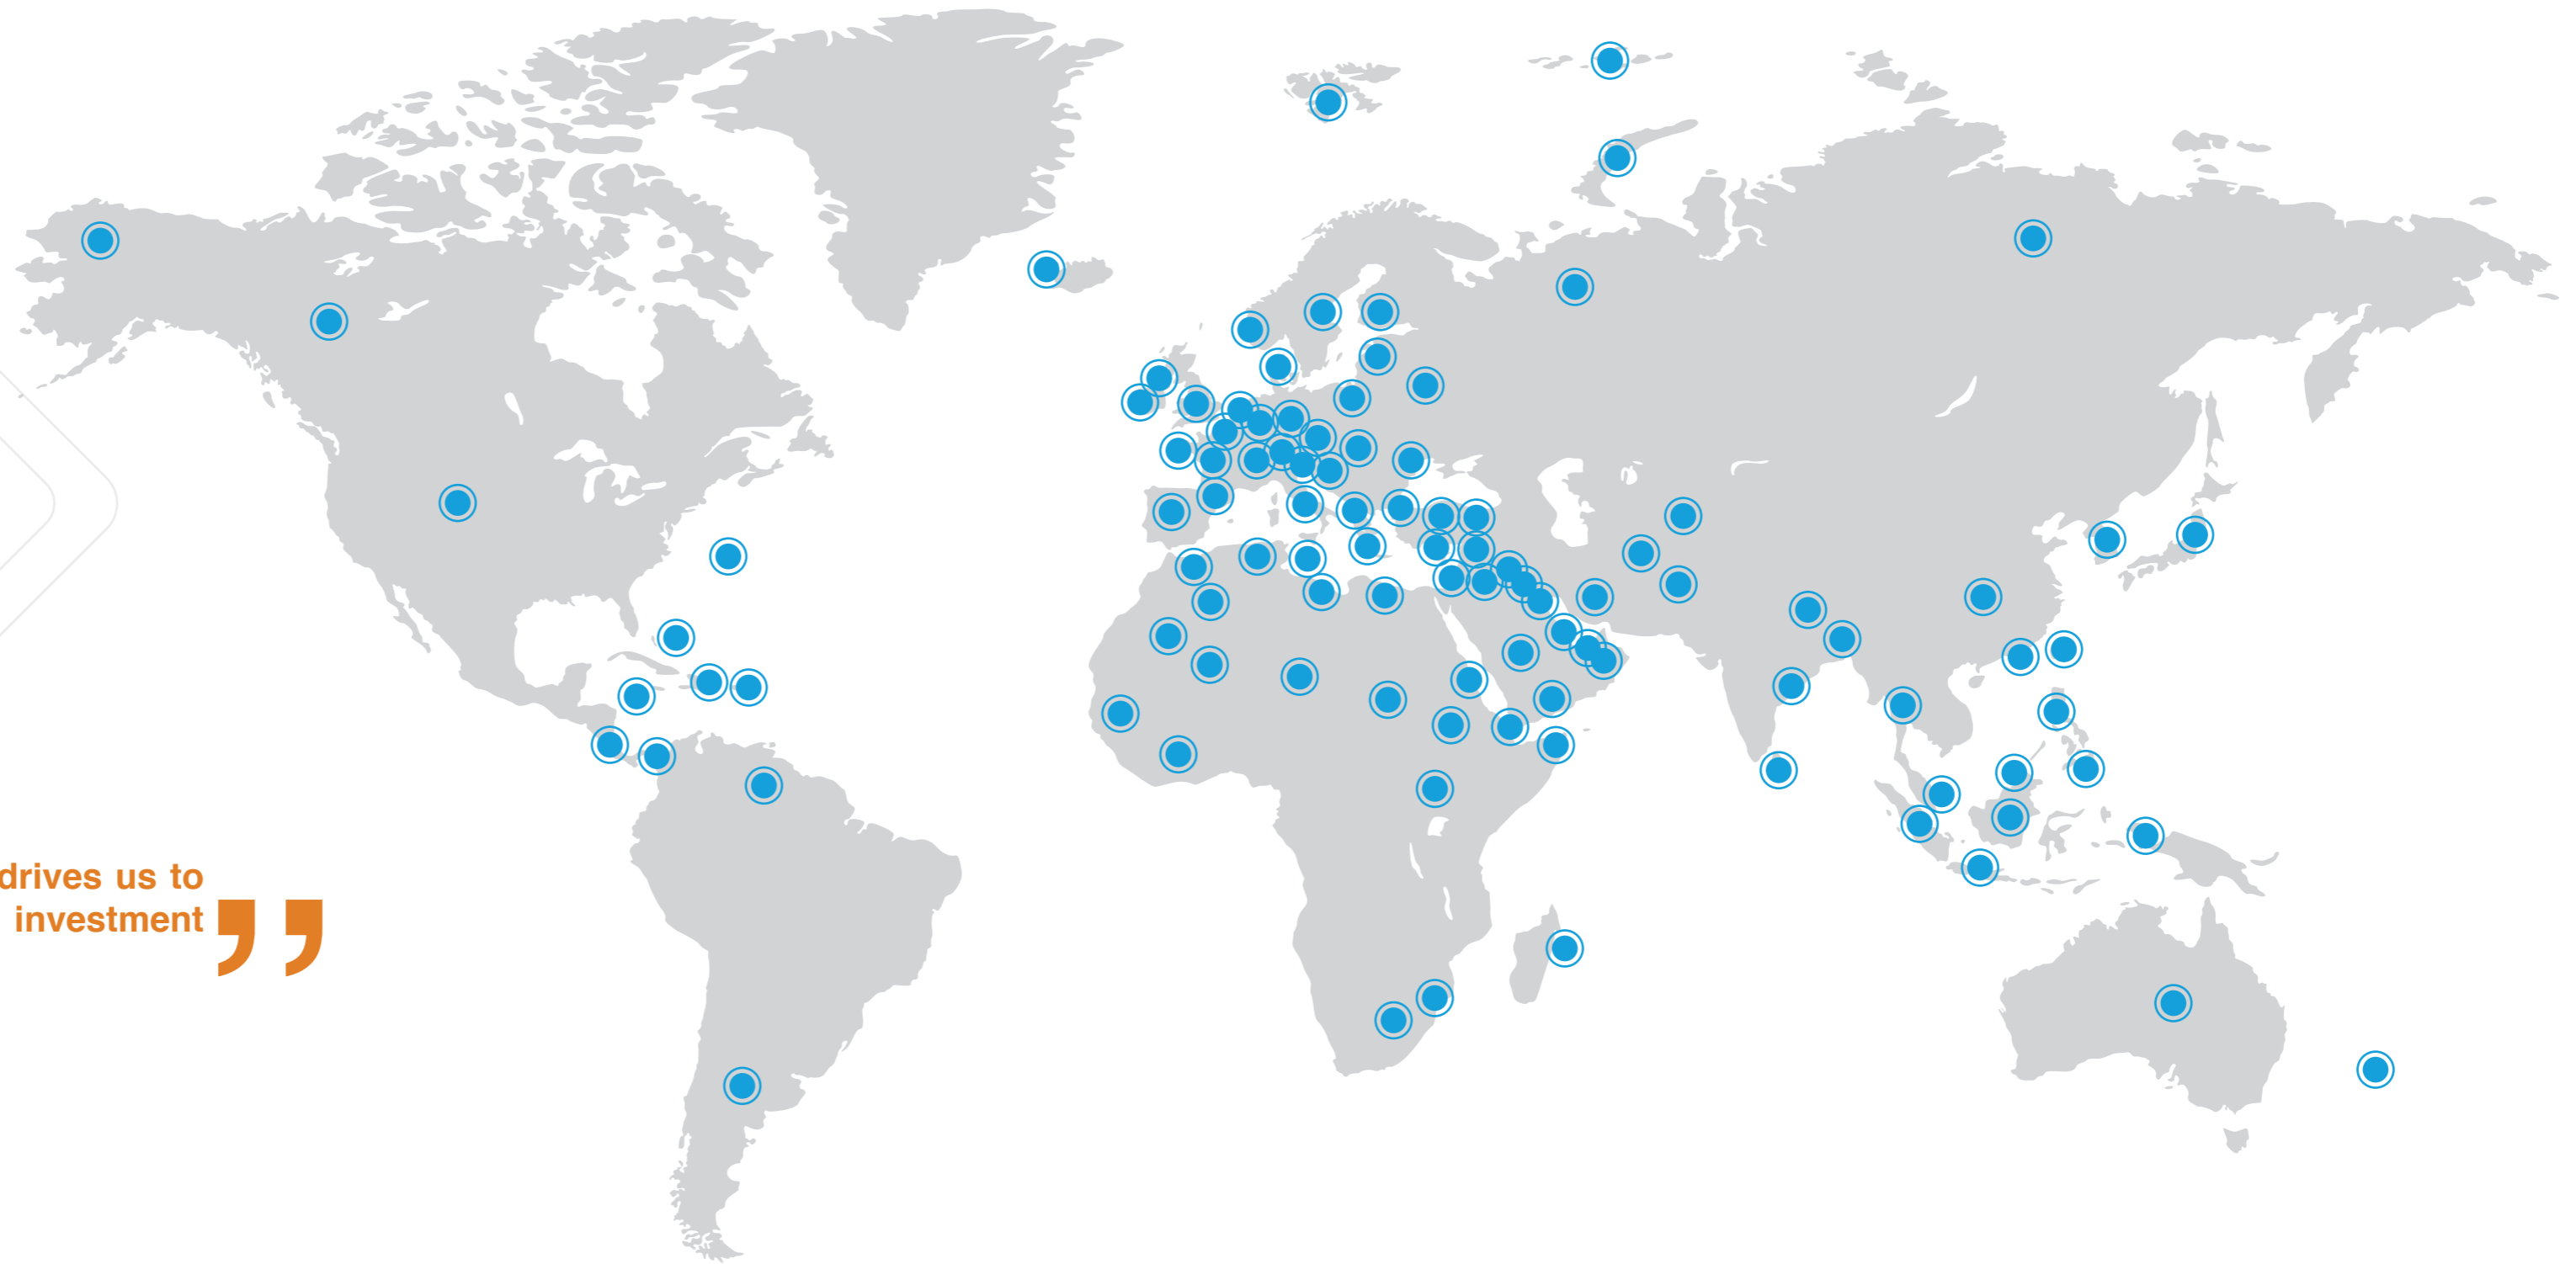 drives us to
investment ”